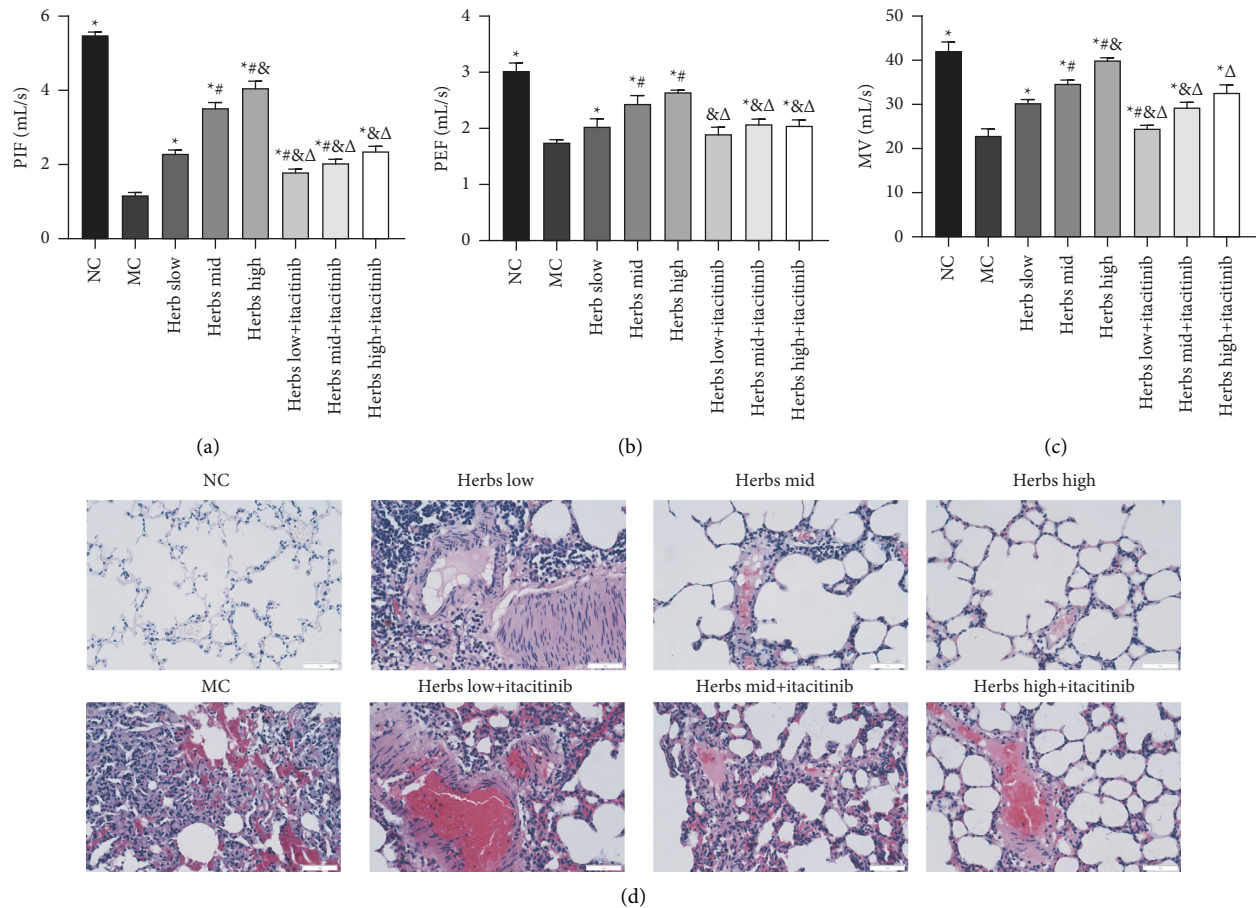 6
4
2
0
PIF (mL/s)
*
*
*#
*#&
*#&Δ
*#&Δ
*&Δ
NC
MC
Herb slow
Herbs mid
Herbs high
Herbs low+itacitinib
Herbs mid+itacitinib
Herbs high+itacitinib
(a)
4
3
2
1
0
PEF (mL/s)
*
*
*#
*#
&Δ
*&Δ
*&Δ
NC
MC
Herb slow
Herbs mid
Herbs high
Herbs low+itacitinib
Herbs mid+itacitinib
Herbs high+itacitinib
(b)
50
40
30
20
10
0
MV (mL/s)
*
*
*#
*#&
*#&Δ
*&Δ
*Δ
NC
MC
Herb slow
Herbs mid
Herbs high
Herbs low+itacitinib
Herbs mid+itacitinib
Herbs high+itacitinib
(c)
NC
Herbs low
Herbs mid
Herbs high
MC
Herbs low+itacitinib
Herbs mid+itacitinib
Herbs high+itacitinib
(d)